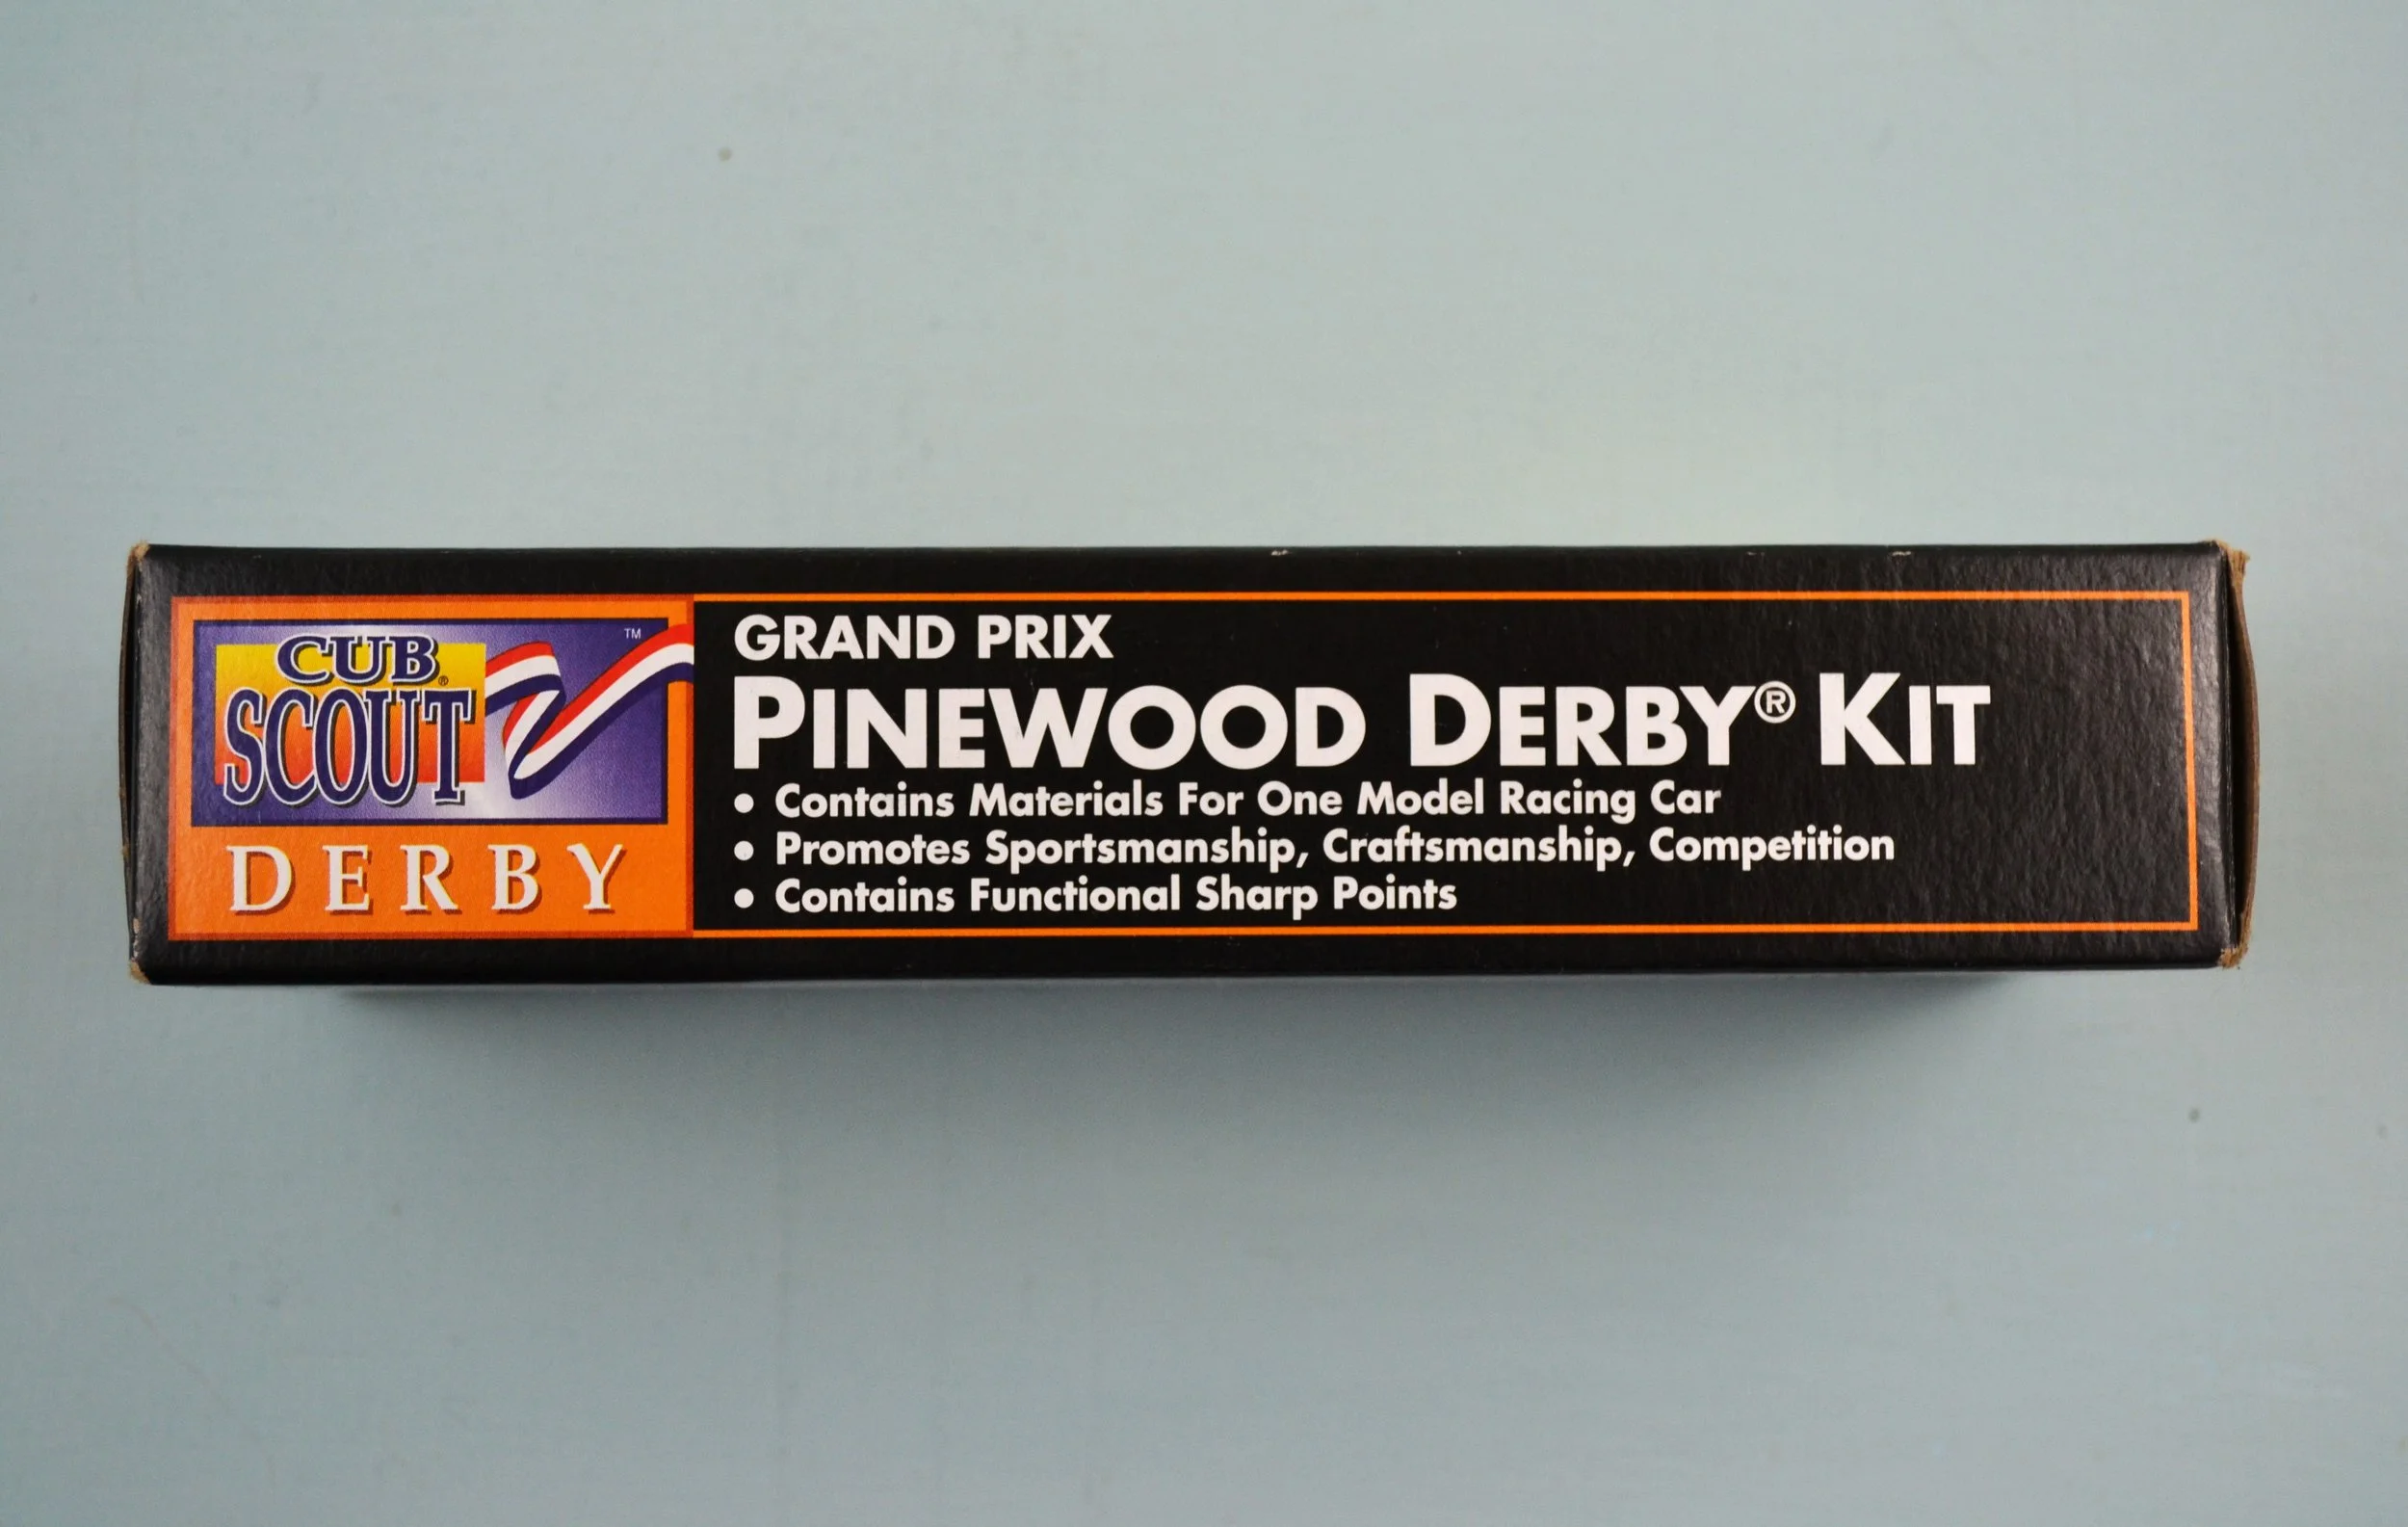 CUB®
SCOUT
™
DERBY
GRAND PRIX
PINEWOOD DERBY® KIT
• Contains Materials For One Model Racing Car
• Promotes Sportsmanship, Craftsmanship, Competition
• Contains Functional Sharp Points